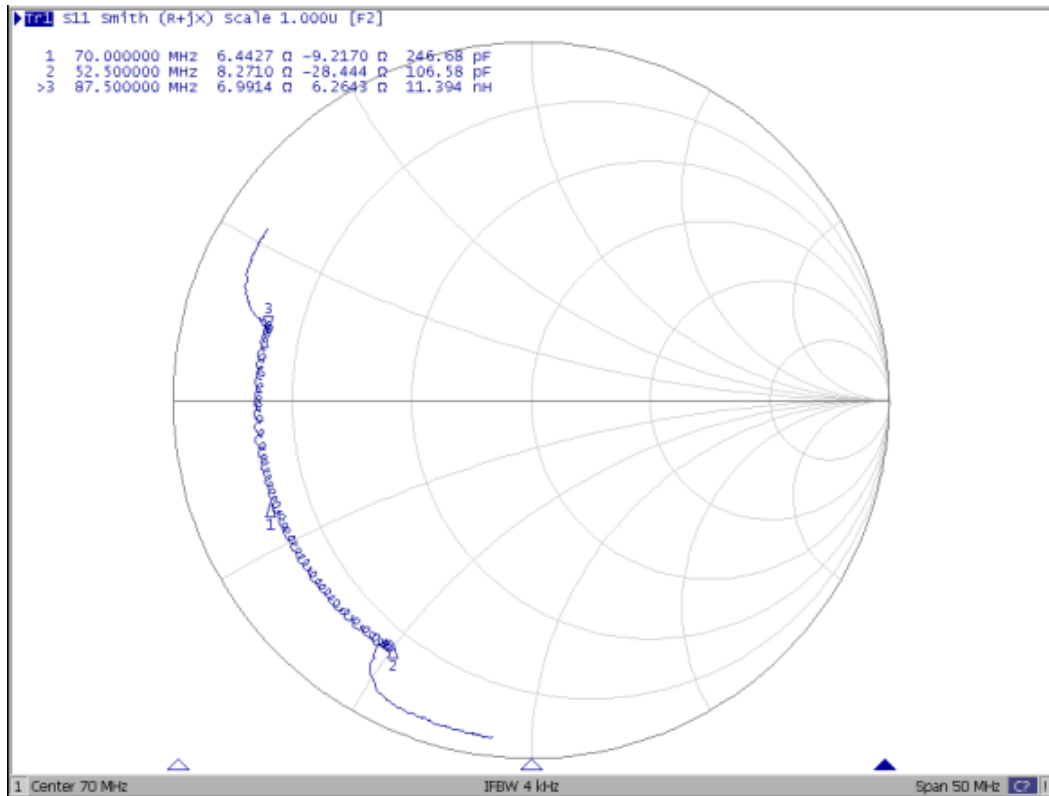 Tr1 S11 Smith (R+jX) Scale 1.000U [F2]
1 70.000000 MHz 6.4427 Ω -9.2170 Ω 246.68 pF
2 52.500000 MHz 8.2710 Ω -28.444 Ω 106.58 pF
>3 87.500000 MHz 6.9914 Ω 6.2643 Ω 11.394 nH
3
1
2
1 Center 70 MHz IFBW 4 kHz Span 50 MHz C? !